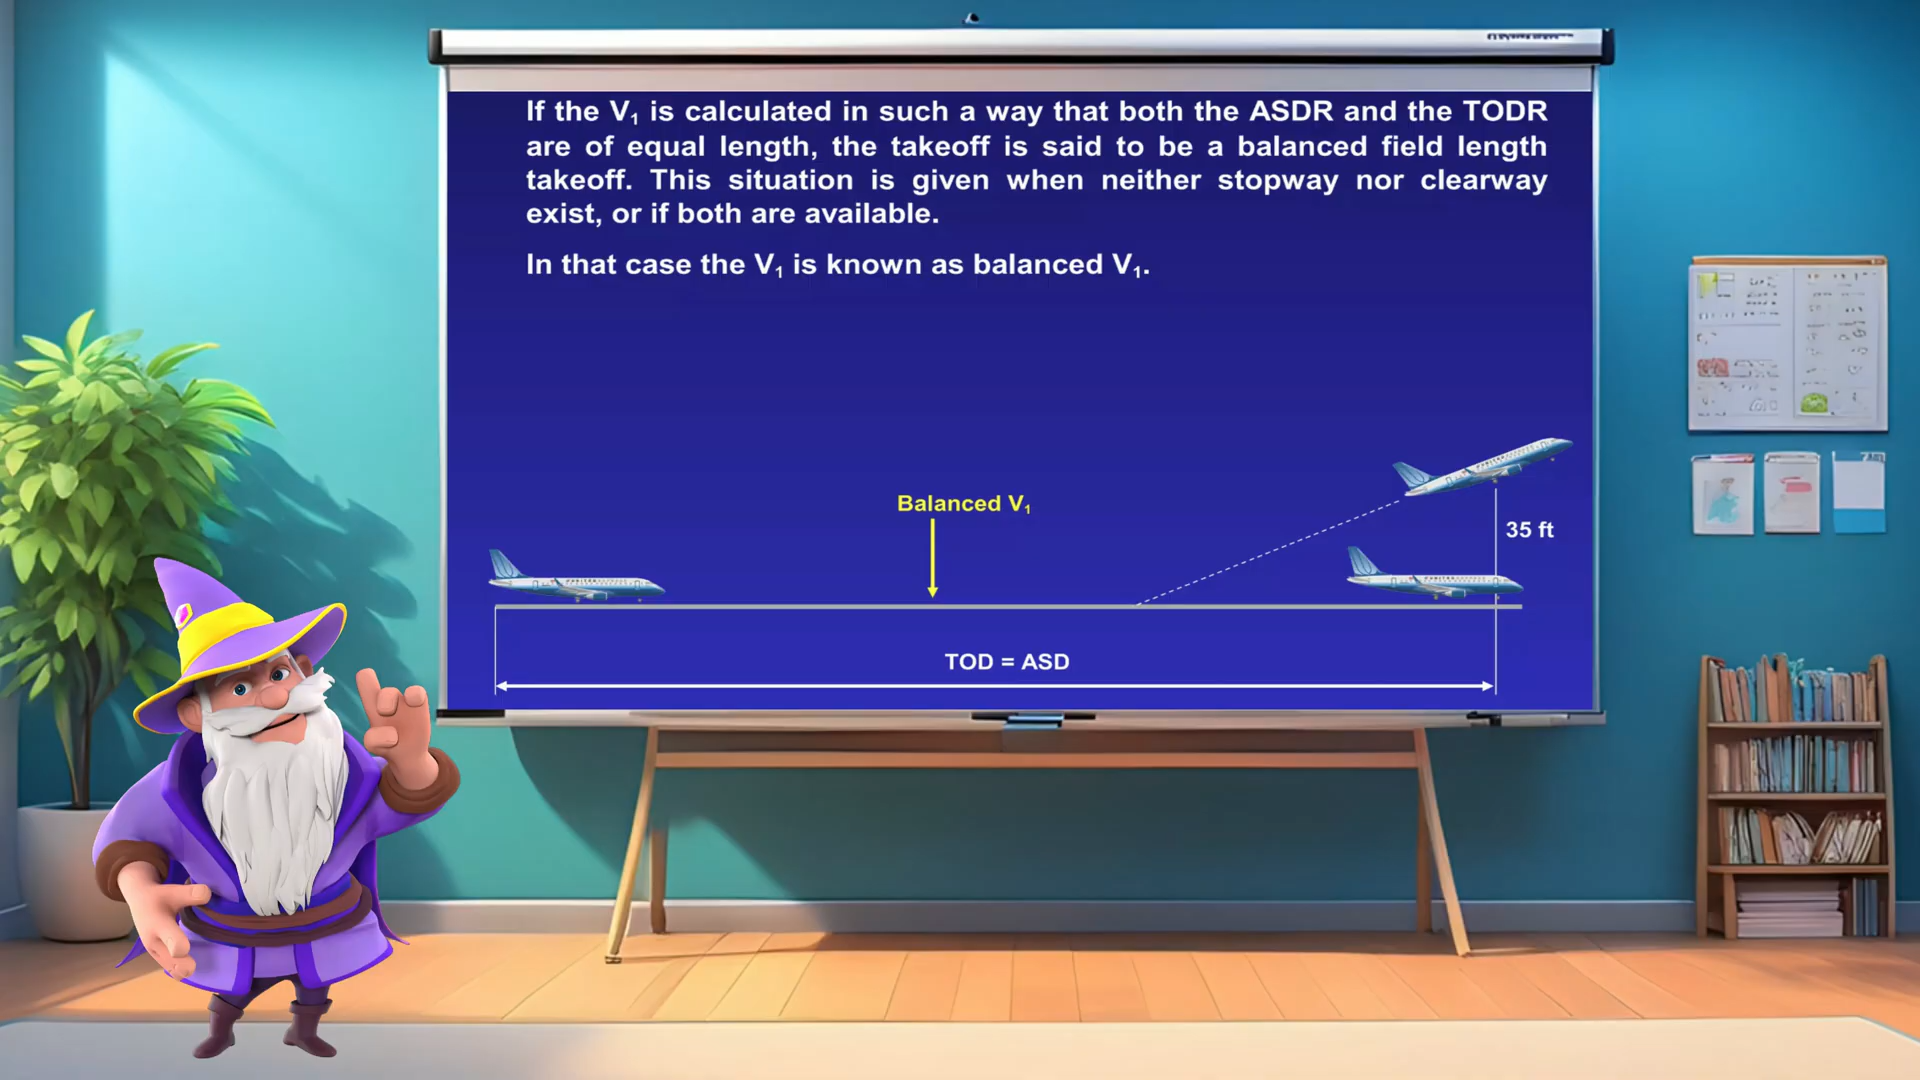 If the V1 is calculated in such a way that both the ASDR and the TODR
are of equal length, the takeoff is said to be a balanced field length
takeoff. This situation is given when neither stopway nor clearway
exist, or if both are available.
In that case the V1 is known as balanced V1.
Balanced V1
35 ft
TOD = ASD